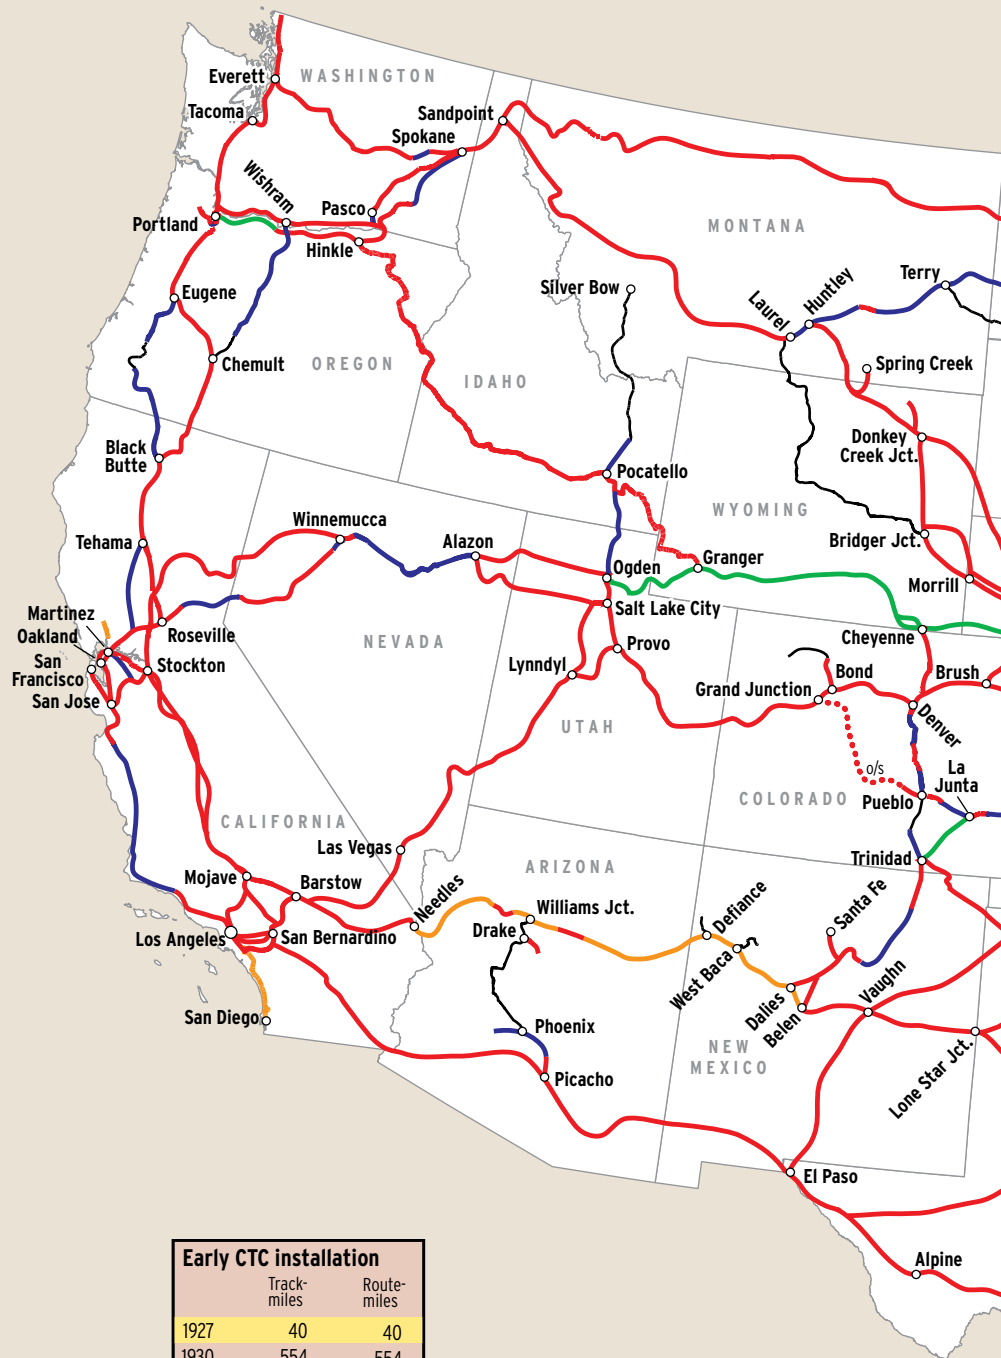 Everett
WASHINGTON
Tacoma
Sandpoint
Spokane
Wishram
Pasco
Portland
Hinkle
MONTANA
Silver Bow
Terry
Huntley
Laurel
Eugene
Chemult
OREGON
IDAHO
Spring Creek
Black
Butte
Donkey
Creek Jct.
Pocatello
WYOMING
Winnemucca
Tehama
Alazon
Bridger Jct.
Granger
Ogden
Morrill
Martinez
Oakland
San
Francisco
San Jose
Roseville
Stockton
NEVADA
Salt Lake City
Cheyenne
Provo
Lynndyl
Bond
Brush
Grand Junction
Denver
UTAH
o/s
La
Junta
COLORADO
Pueblo
CALIFORNIA
Las Vegas
Trinidad
ARIZONA
Mojave
Barstow
Needles
Williams Jct.
Drake
Defiance
Santa Fe
Los Angeles
San Bernardino
West Baca
Vaughn
Dalies
Belen
San Diego
Phoenix
NEW
MEXICO
Lone Star Jct.
Picacho
El Paso
Alpine
Early CTC installation
Track-
miles
Route-
miles
1927 40 40
1930 554 554